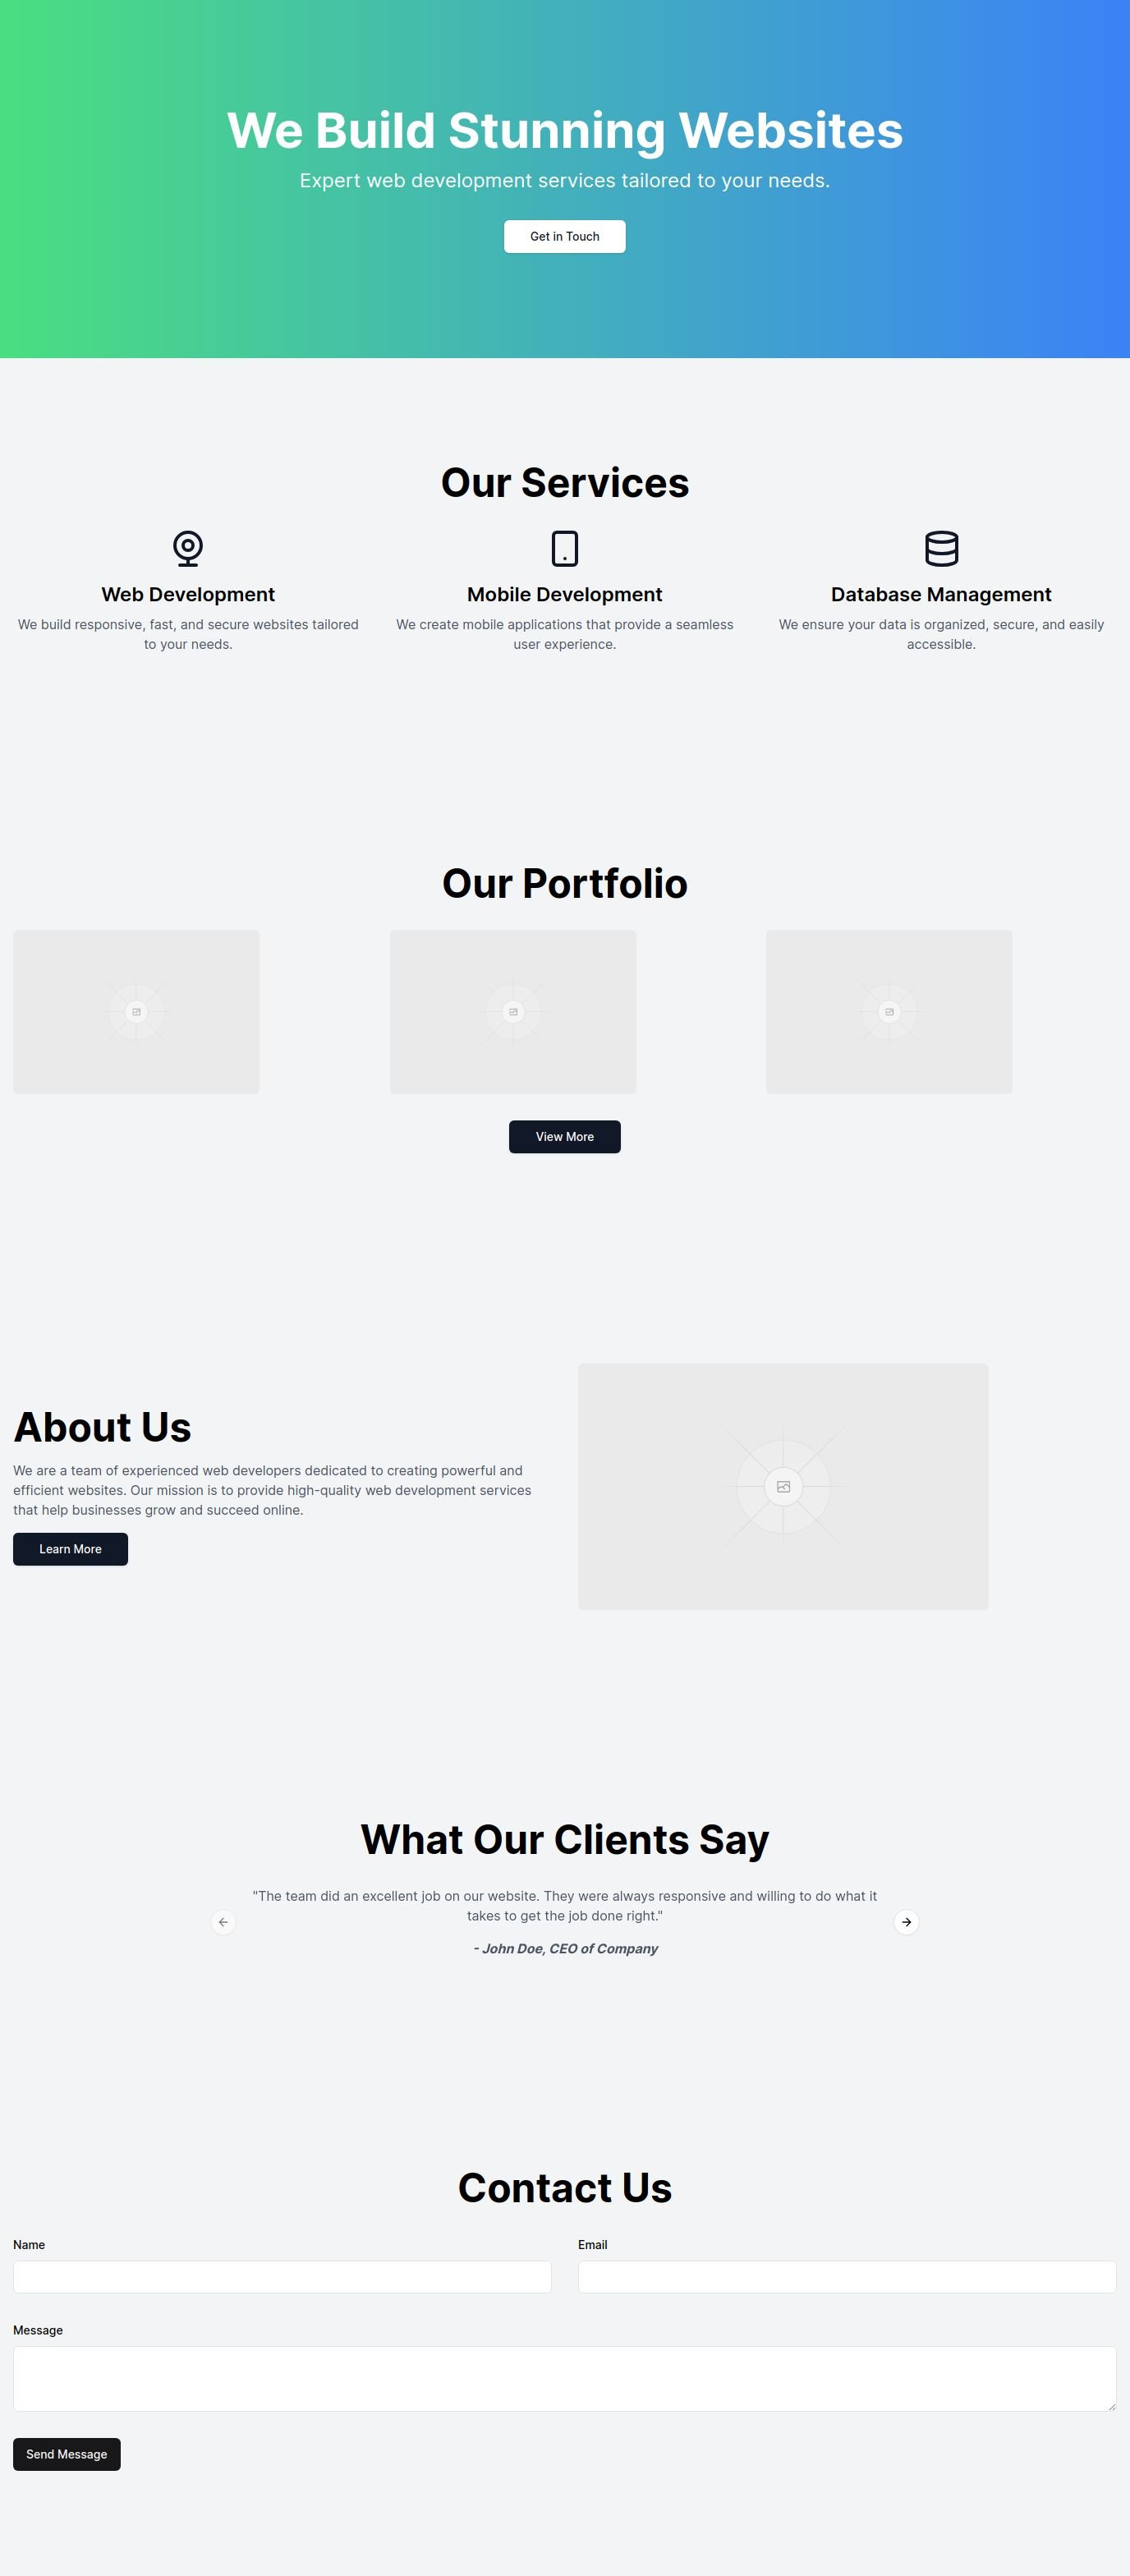 We Build Stunning Websites
Expert web development services tailored to your needs.
Get in Touch
Our Services
Web Development
We build responsive, fast, and secure websites tailored
to your needs.
Mobile Development
We create mobile applications that provide a seamless
user experience.
Database Management
We ensure your data is organized, secure, and easily
accessible.
Our Portfolio
View More
About Us
We are a team of experienced web developers dedicated to creating powerful and
efficient websites. Our mission is to provide high-quality web development services
that help businesses grow and succeed online.
Learn More
What Our Clients Say
"The team did an excellent job on our website. They were always responsive and willing to do what it
takes to get the job done right."
- John Doe, CEO of Company
Contact Us
Name
Email
Message
Send Message